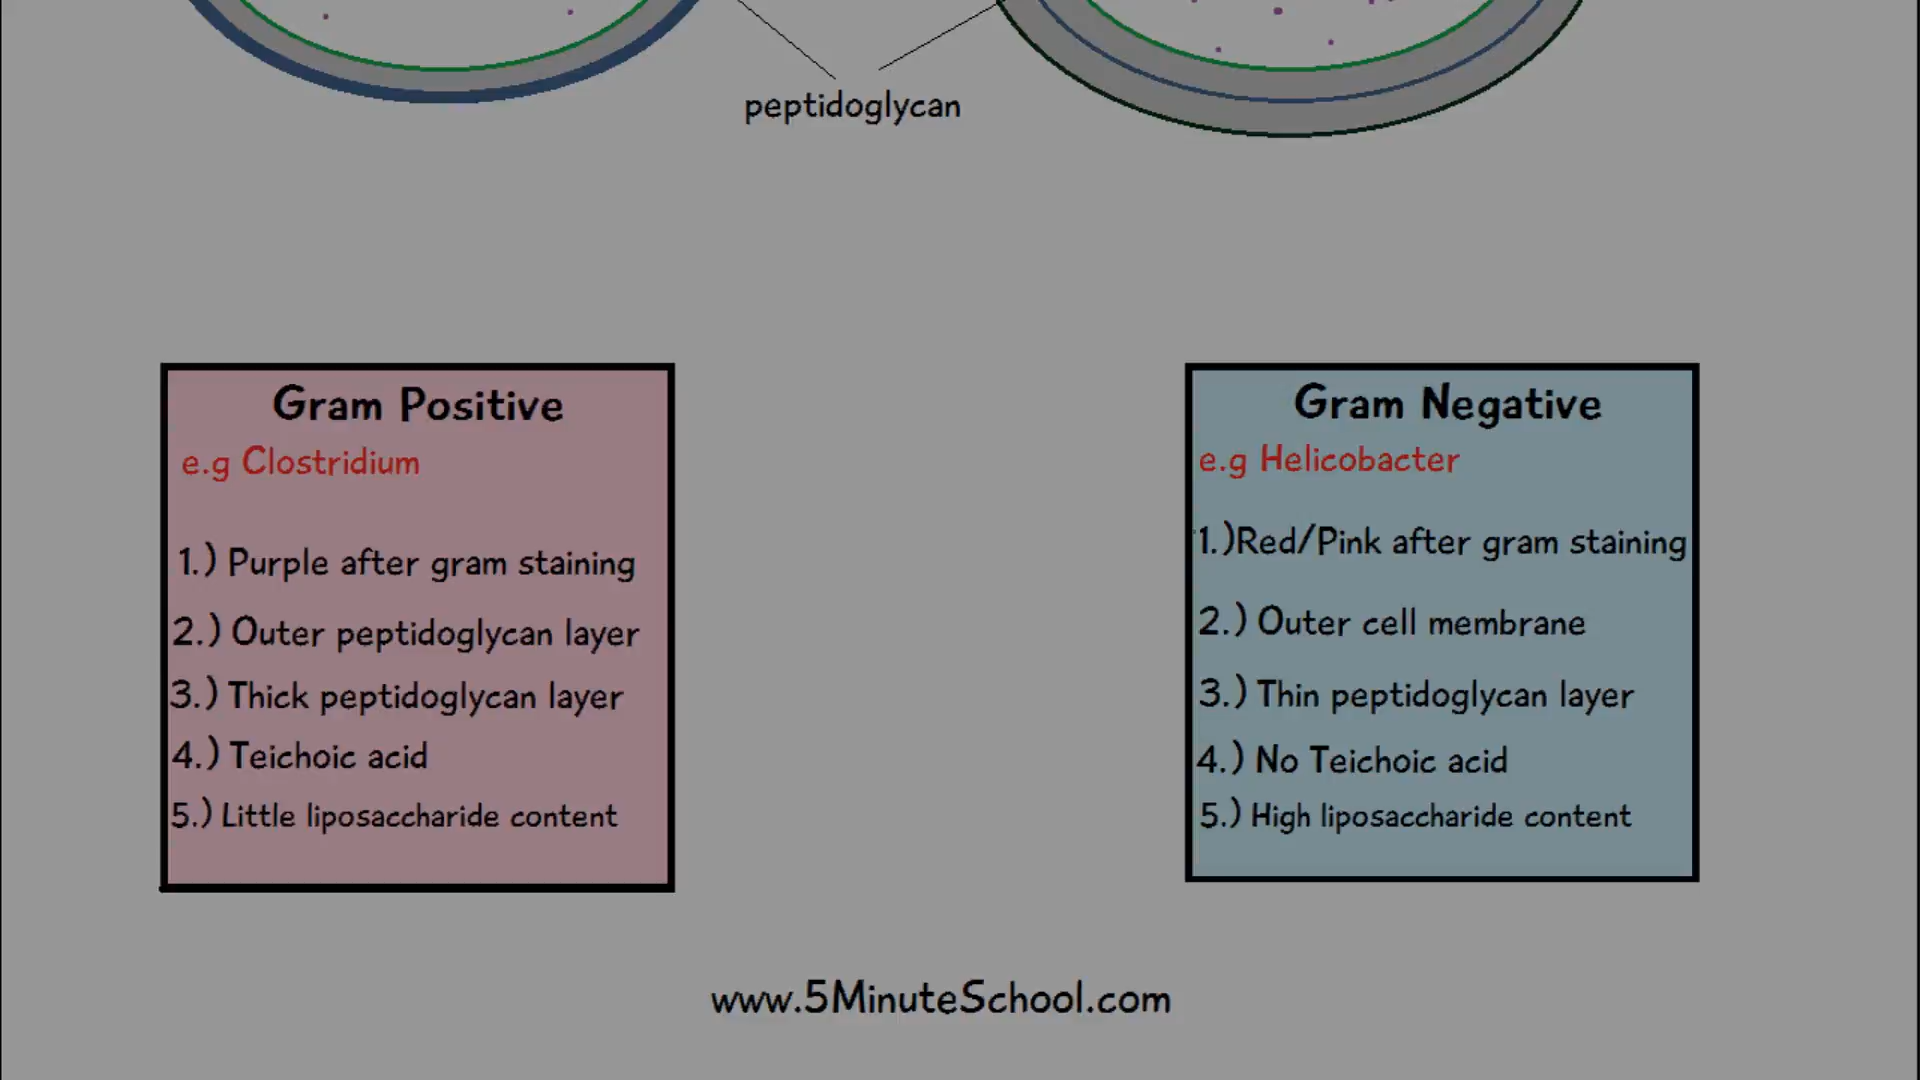 peptidoglycan
Gram Positive
e.g Clostridium
1.) Purple after gram staining
2.) Outer peptidoglycan layer
3.) Thick peptidoglycan layer
4.) Teichoic acid
5.) Little liposaccharide content
Gram Negative
e.g Helicobacter
1.)Red/Pink after gram staining
2.) Outer cell membrane
3.) Thin peptidoglycan layer
4.) No Teichoic acid
5.) High liposaccharide content
www.5MinuteSchool.com